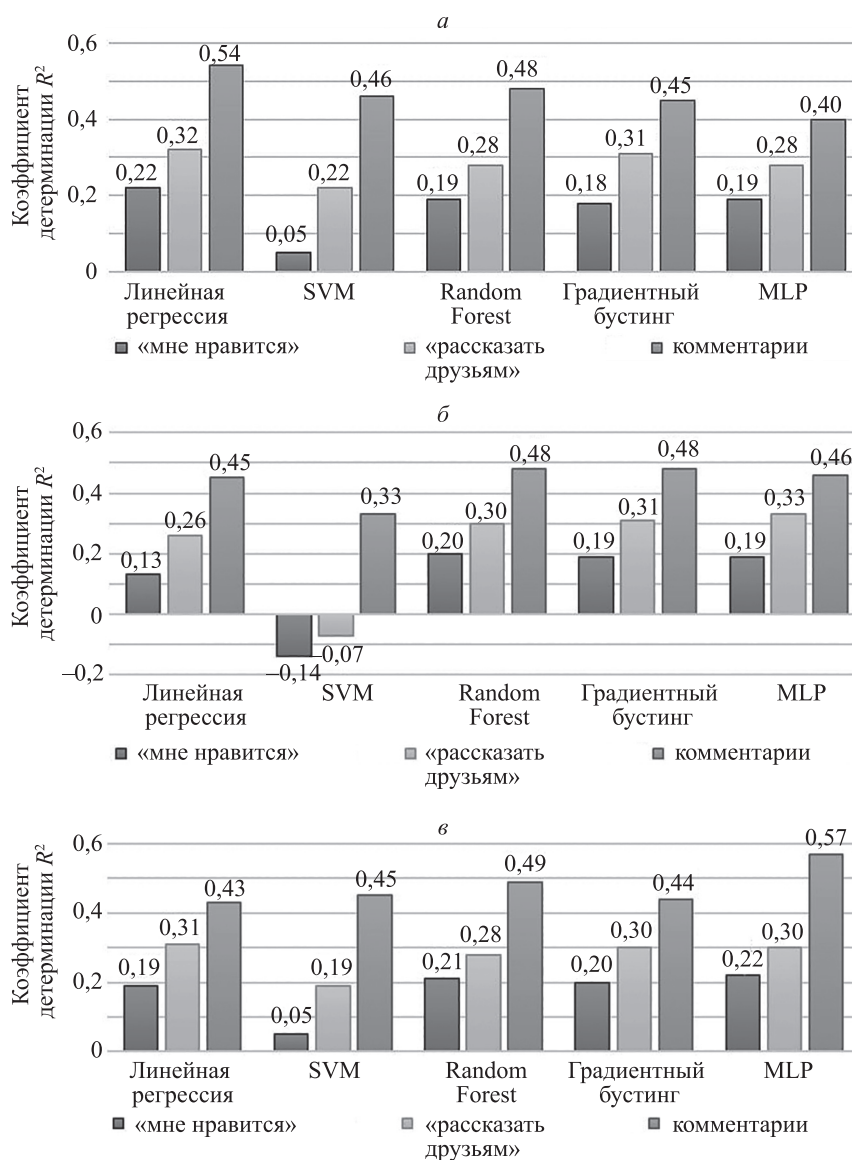 а
Коэффициент
детерминации R²
0,6
0,4
0,2
0
0,22
0,32
0,54
0,05
0,22
0,46
0,19
0,28
0,48
0,18
0,31
0,45
0,19
0,28
0,40
Линейная
регрессия
SVM
Random
Forest
Градиентный
бустинг
MLP
«мне нравится»
«рассказать
друзьям»
комментарии
б
Коэффициент
детерминации R²
0,6
0,4
0,2
0
–0,2
0,13
0,26
0,45
–0,14
–0,07
0,33
0,20
0,30
0,48
0,19
0,31
0,48
0,19
0,33
0,46
Линейная
регрессия
SVM
Random
Forest
Градиентный
бустинг
MLP
«мне нравится»
«рассказать
друзьям»
комментарии
в
Коэффициент
детерминации R²
0,6
0,4
0,2
0
0,19
0,31
0,43
0,05
0,19
0,45
0,21
0,28
0,49
0,20
0,30
0,44
0,22
0,30
0,57
Линейная
регрессия
SVM
Random
Forest
Градиентный
бустинг
MLP
«мне нравится»
«рассказать
друзьям»
комментарии